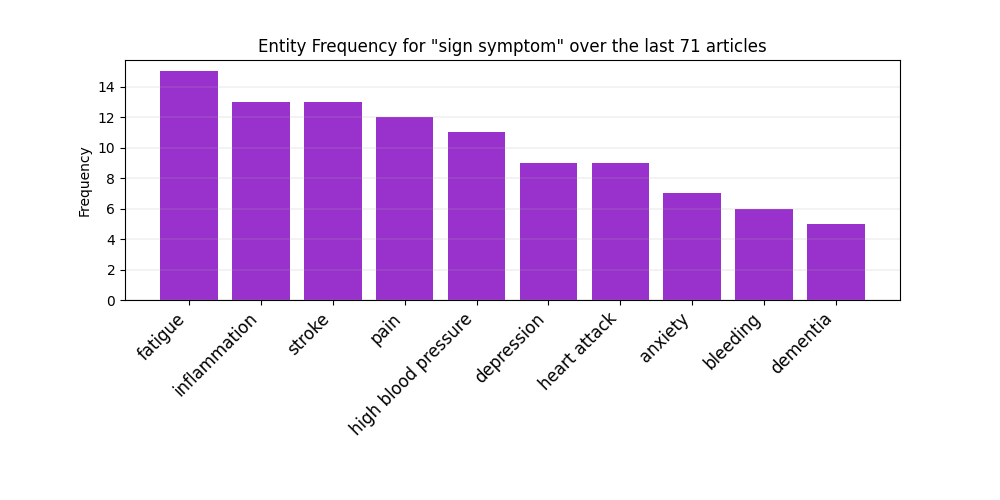 Entity Frequency for "sign symptom" over the last 71 articles
Frequency
14
12
10
8
6
4
2
0
fatigue
inflammation
stroke
pain
high blood pressure
depression
heart attack
anxiety
bleeding
dementia